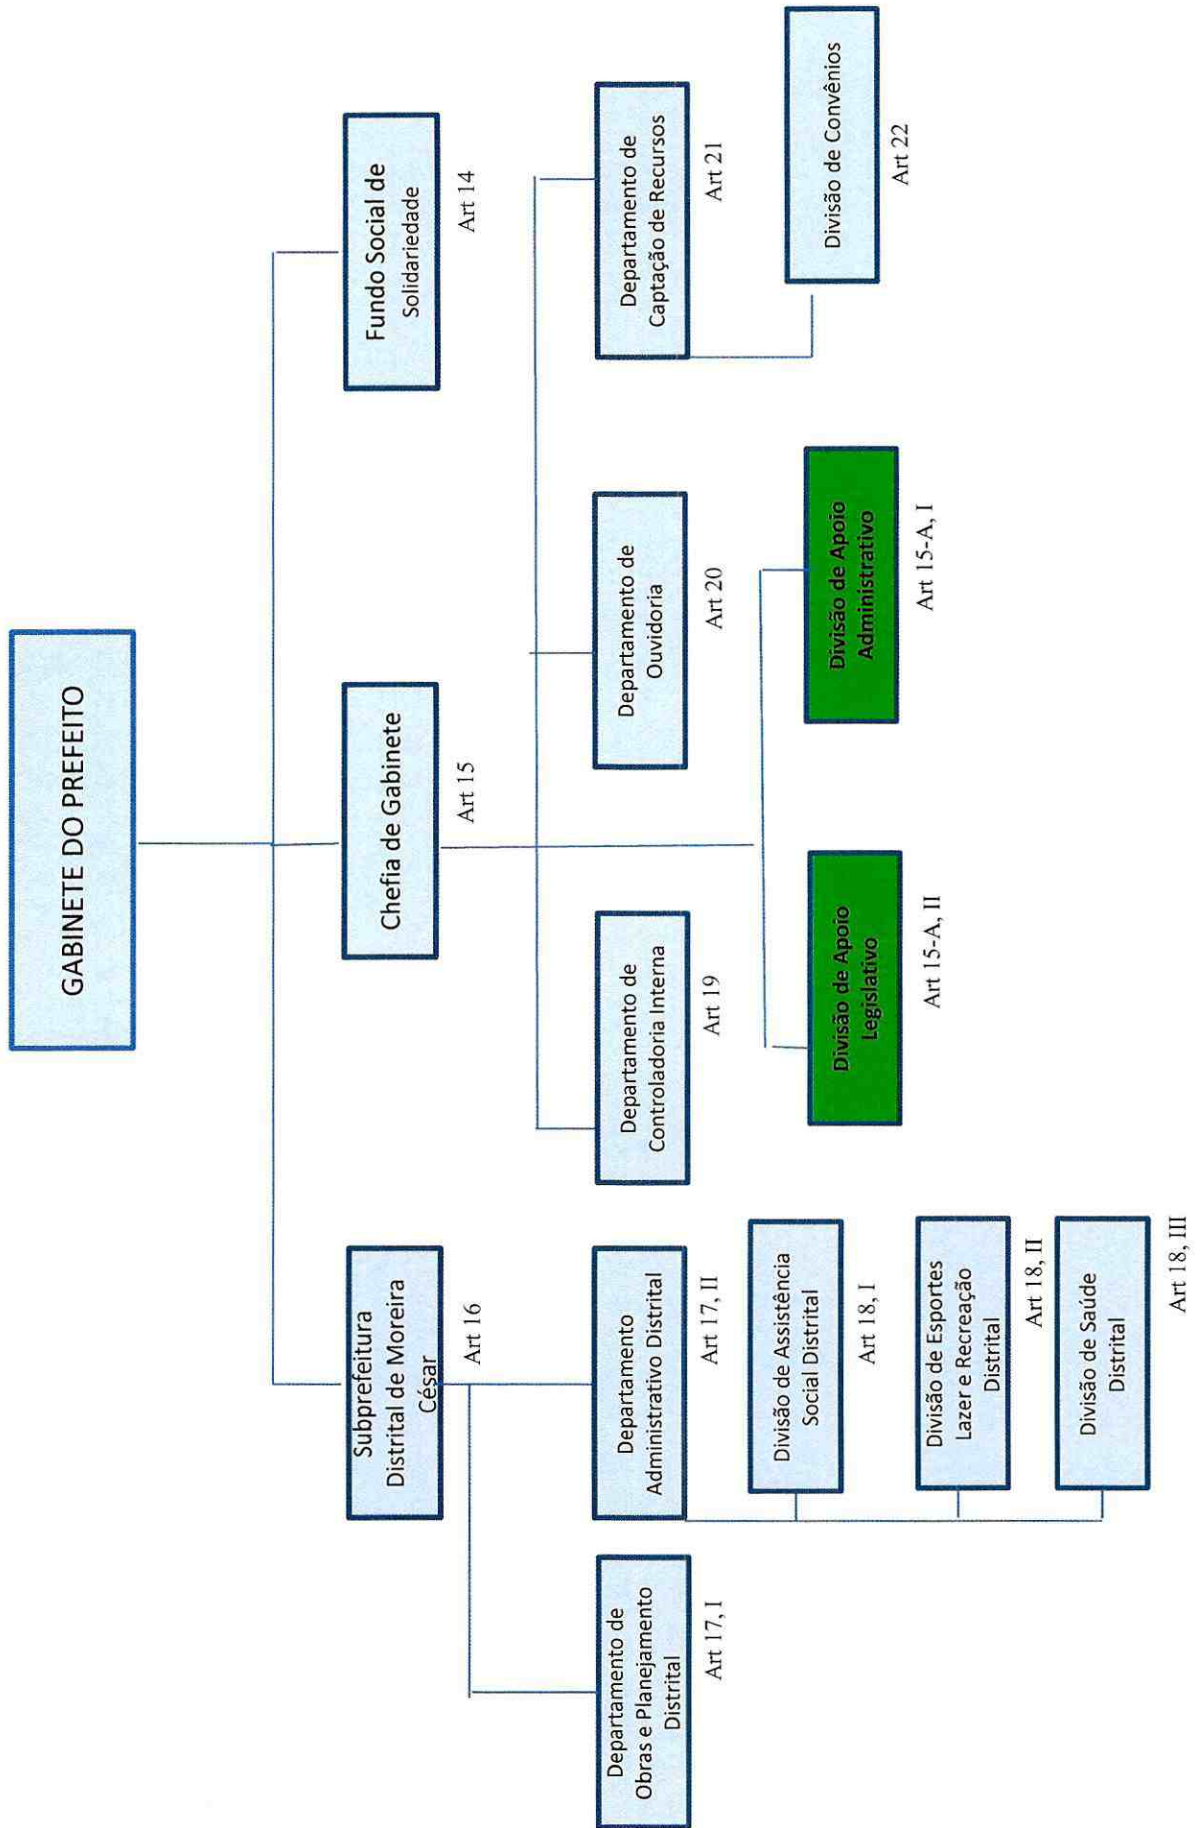 GABINETE DO PREFEITO
Subprefeitura
Distrital de Moreira
César
Art 16
Chefia de Gabinete
Art 15
Fundo Social de
Solidariedade
Art 14
Departamento de
Obras e Planejamento
Distrital
Art 17, I
Departamento
Administrativo Distrital
Art 17, II
Departamento de
Controladoria Interna
Art 19
Departamento de
Ouvidoria
Art 20
Departamento de
Captação de Recursos
Art 21
Divisão de Assistência
Social Distrital
Art 18, I
Divisão de Esportes
Lazer e Recreação
Distrital
Art 18, II
Divisão de Saúde
Distrital
Art 18, III
Divisão de Apoio
Legislativo
Art 15-A, II
Divisão de Apoio
Administrativo
Art 15-A, I
Divisão de Convênios
Art 22